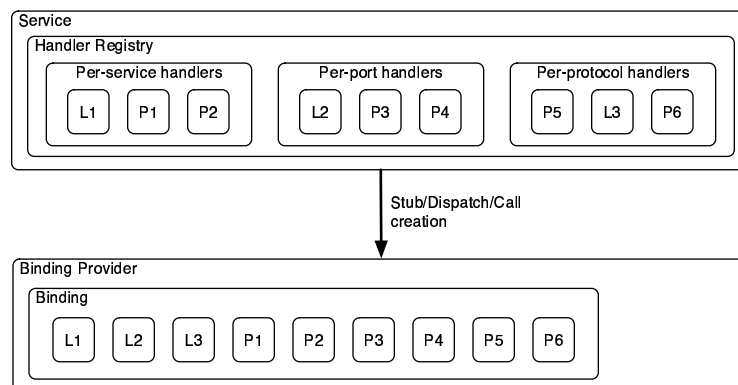 Service
Handler Registry
Per-service handlers
Per-port handlers
Per-protocol handlers
L1 P1 P2 L2 P3 P4 P5 L3 P6
Stub/Dispatch/Call
creation
Binding Provider
Binding
L1 L2 L3 P1 P2 P3 P4 P5 P6